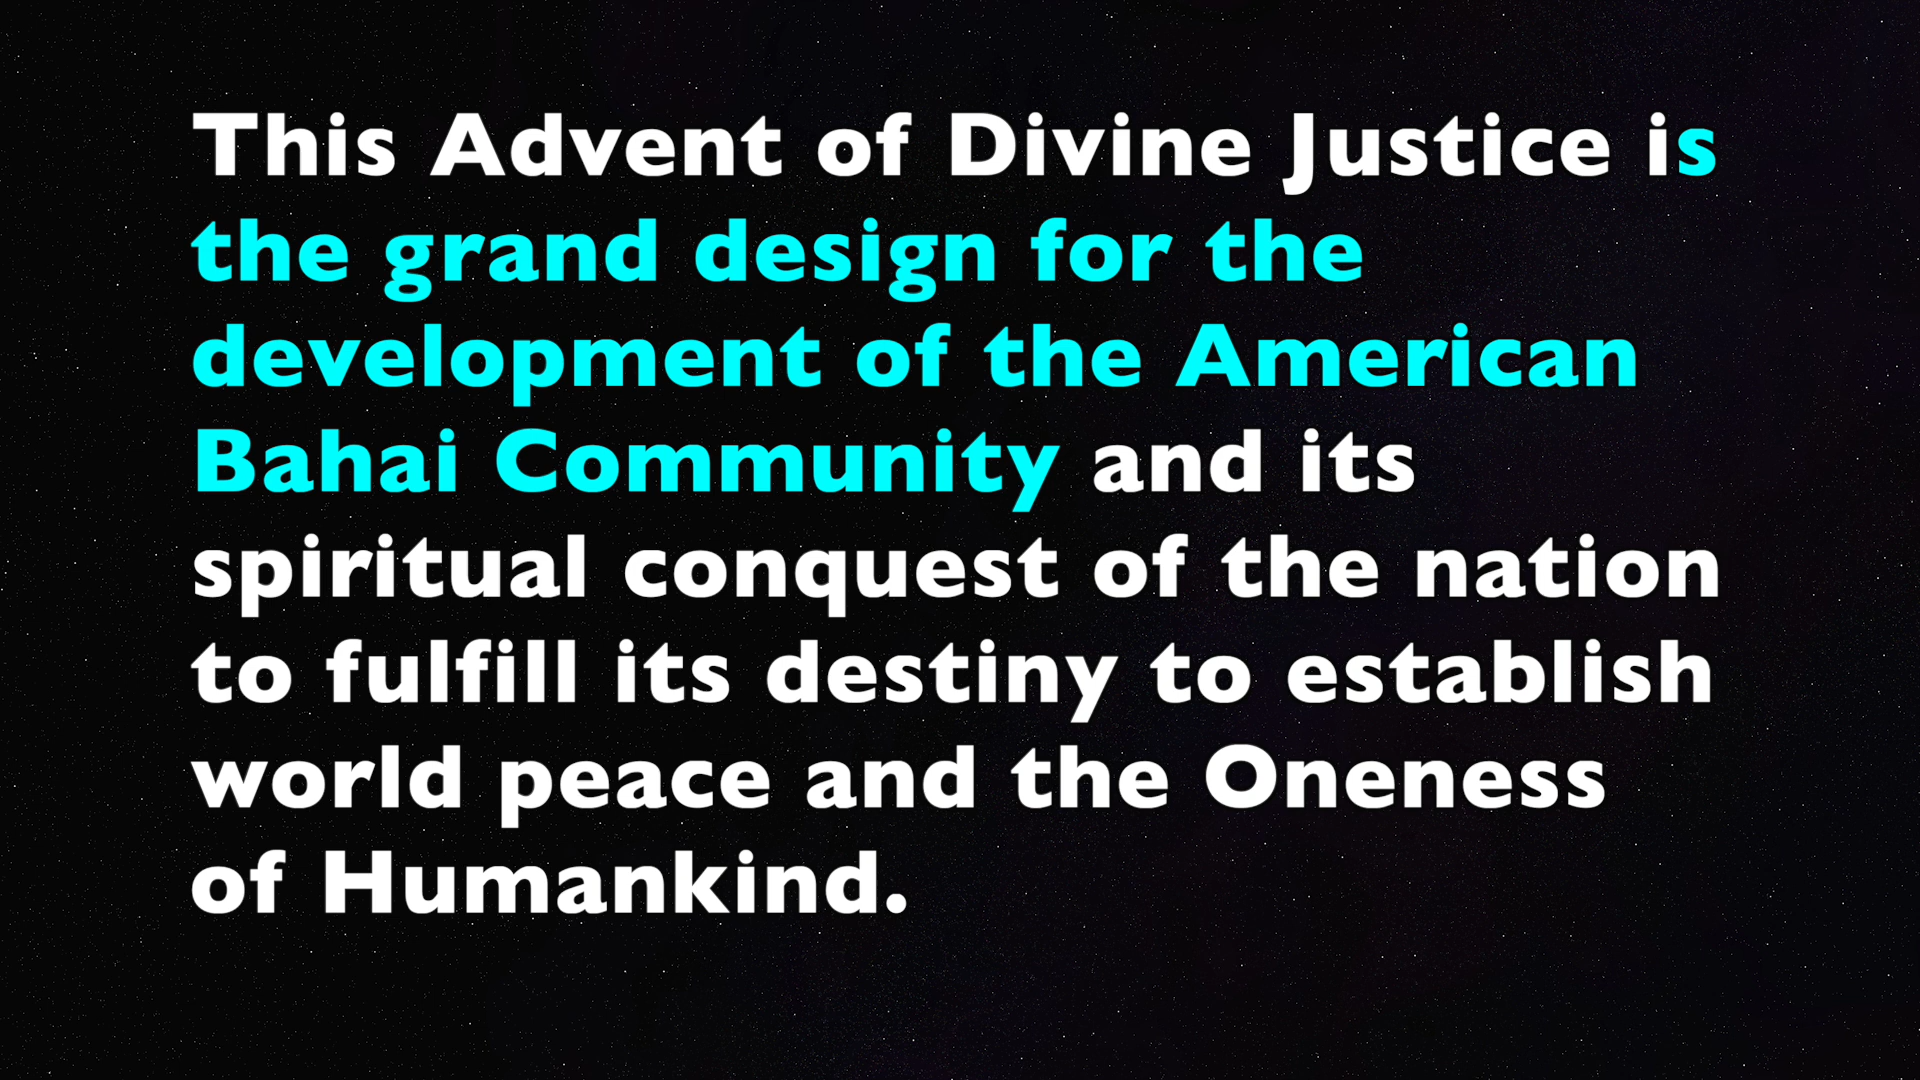 This Advent of Divine Justice is
the grand design for the
development of the American
Bahai Community and its
spiritual conquest of the nation
to fulfill its destiny to establish
world peace and the Oneness
of Humankind.